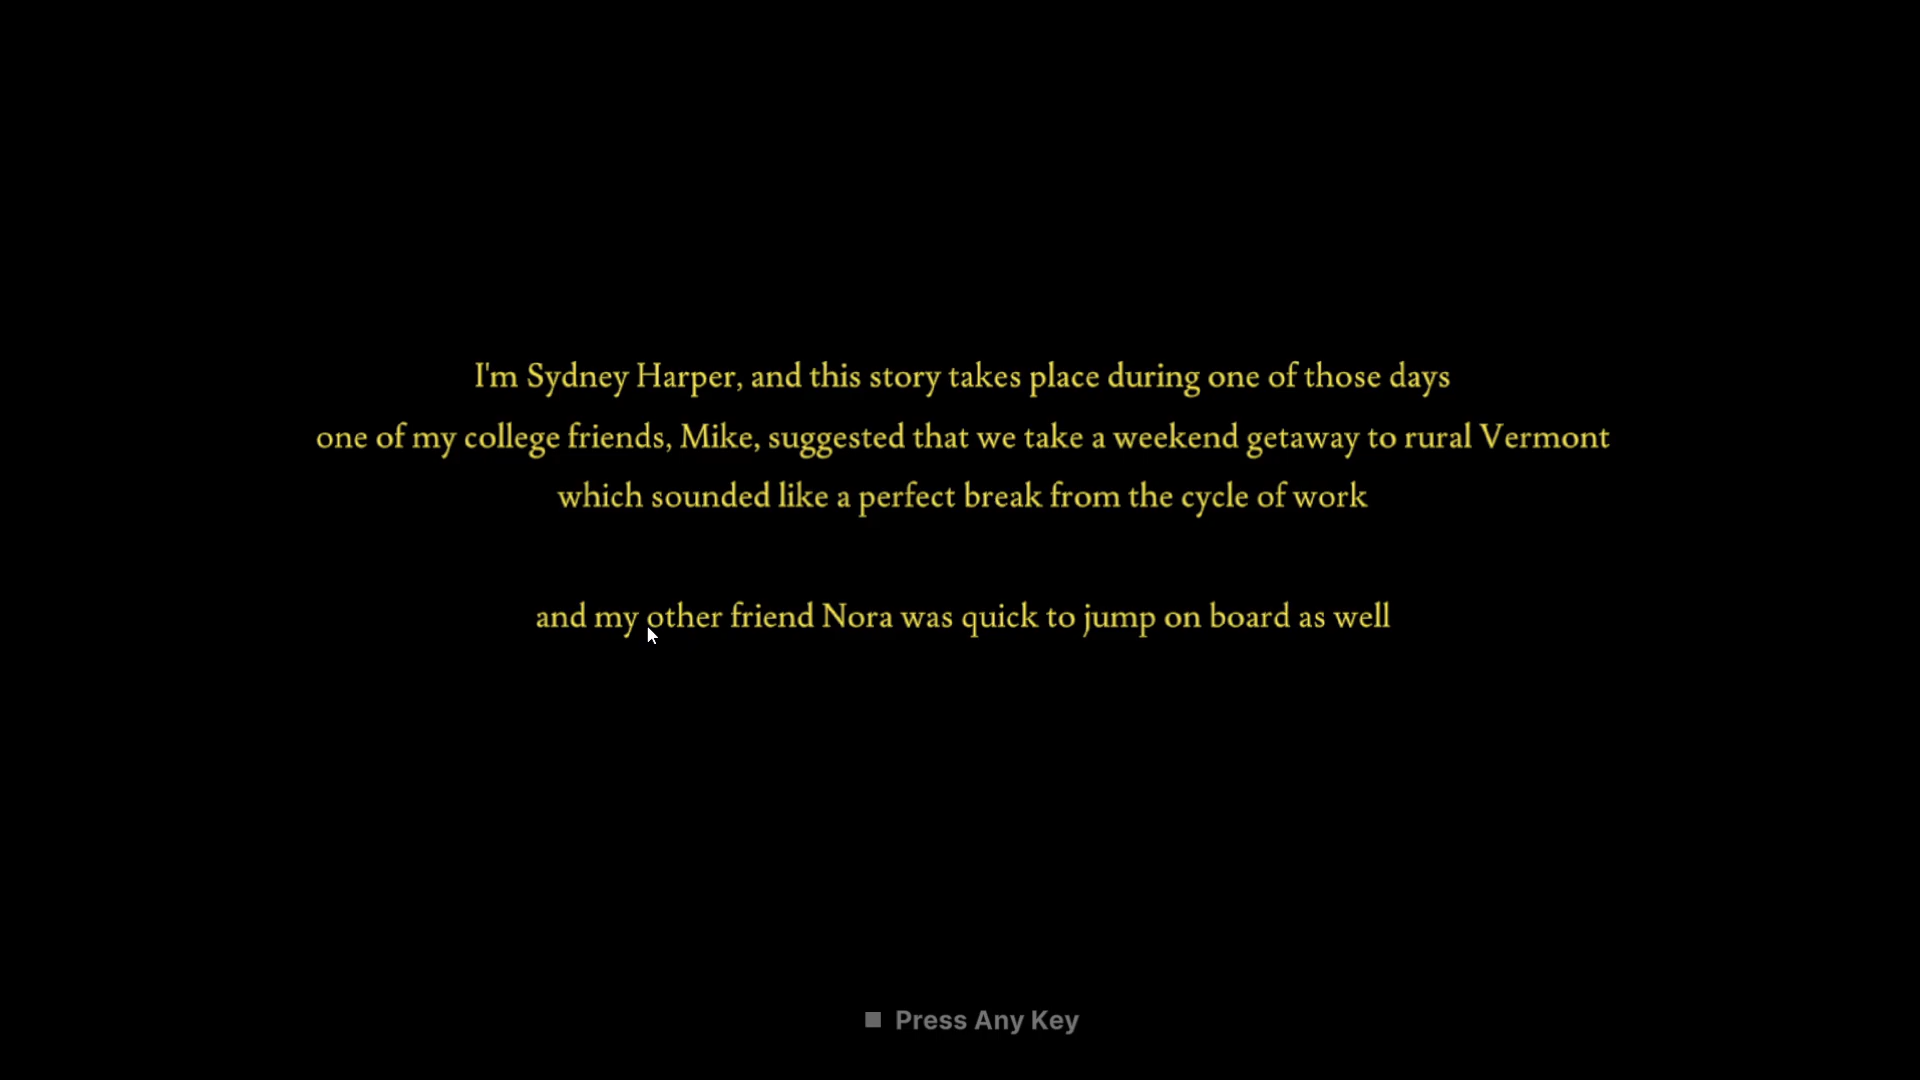 I'm Sydney Harper, and this story takes place during one of those days
one of my college friends, Mike, suggested that we take a weekend getaway to rural Vermont
which sounded like a perfect break from the cycle of work
and my other friend Nora was quick to jump on board as well
Press Any Key